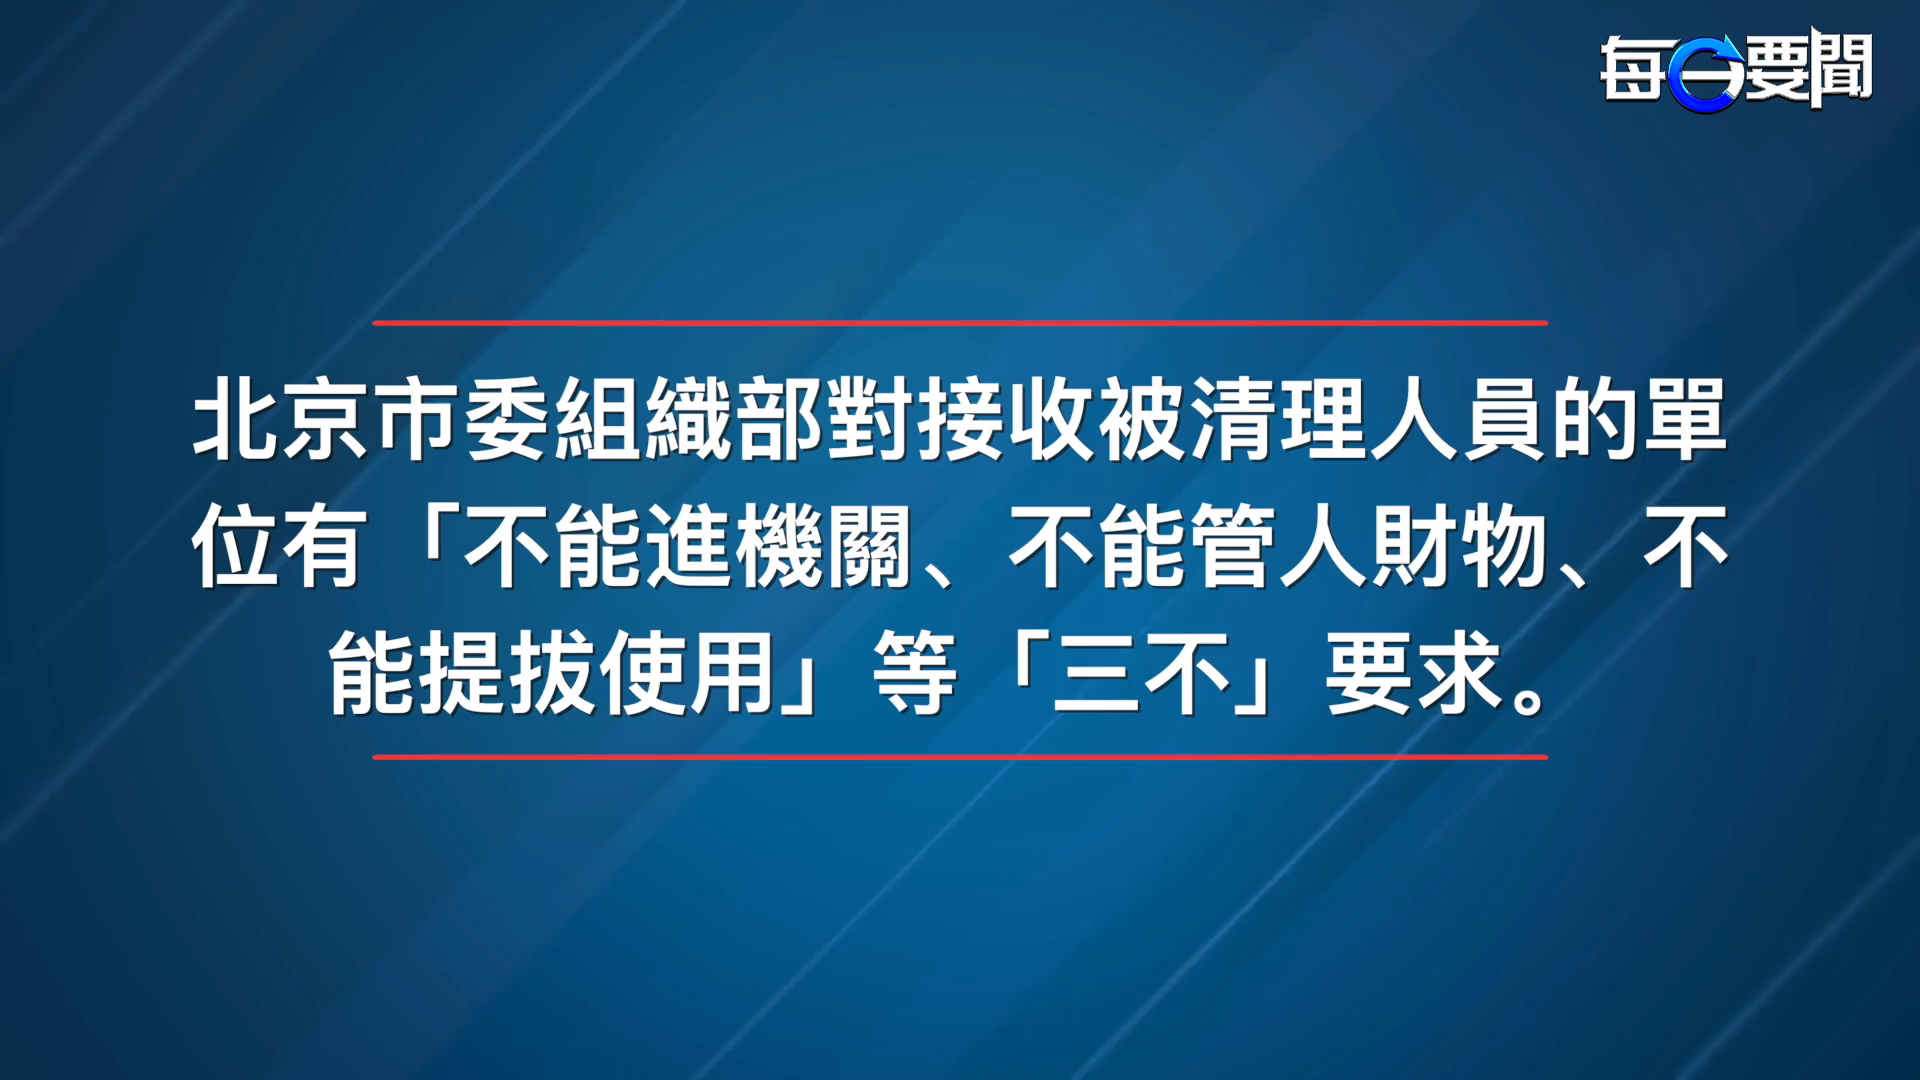 每日要聞
北京市委組織部對接收被清理人員的單
位有「不能進機關、不能管人財物、不
能提拔使用」等「三不」要求。